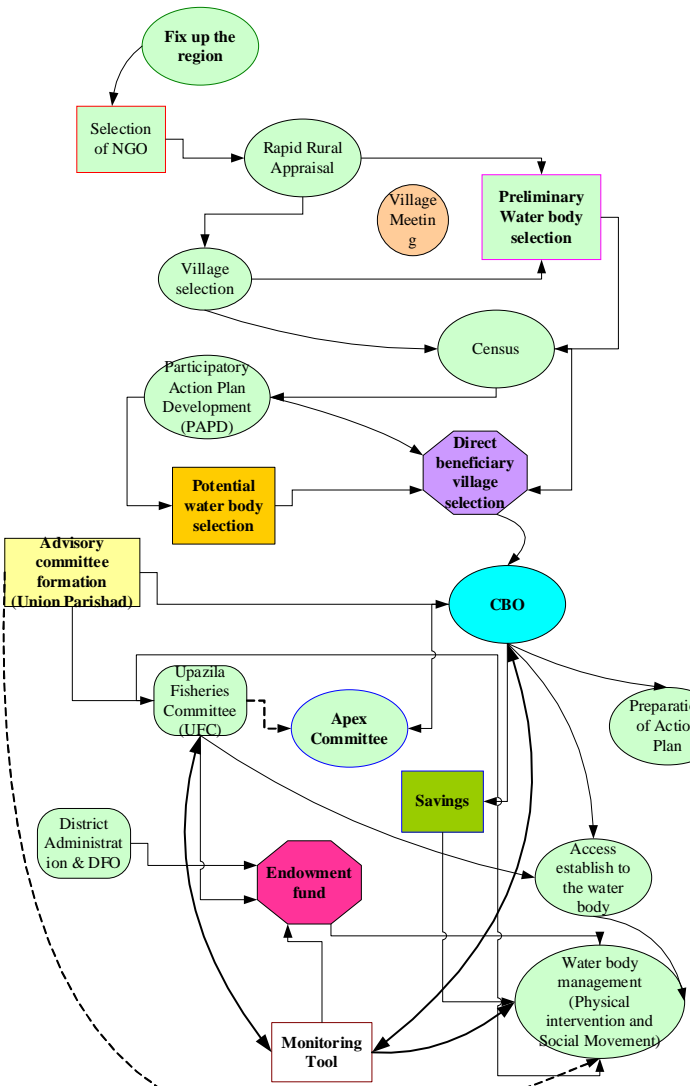 Fix up the
region
Selection
of NGO
Rapid Rural
Appraisal
Village
Meetin
g
Preliminary
Water body
selection
Village
selection
Census
Participatory
Action Plan
Development
(PAPD)
Direct
beneficiary
village
selection
Potential
water body
selection
Advisory
committee
formation
(Union Parishad)
CBO
Upazila
Fisheries
Committee
(UFC)
Apex
Committee
Preparatio
of Actio
Plan
Savings
District
Administrat
ion & DFO
Endowment
fund
Access
establish to
the water
body
Water body
management
(Physical
intervention and
Social Movement)
Monitoring
Tool